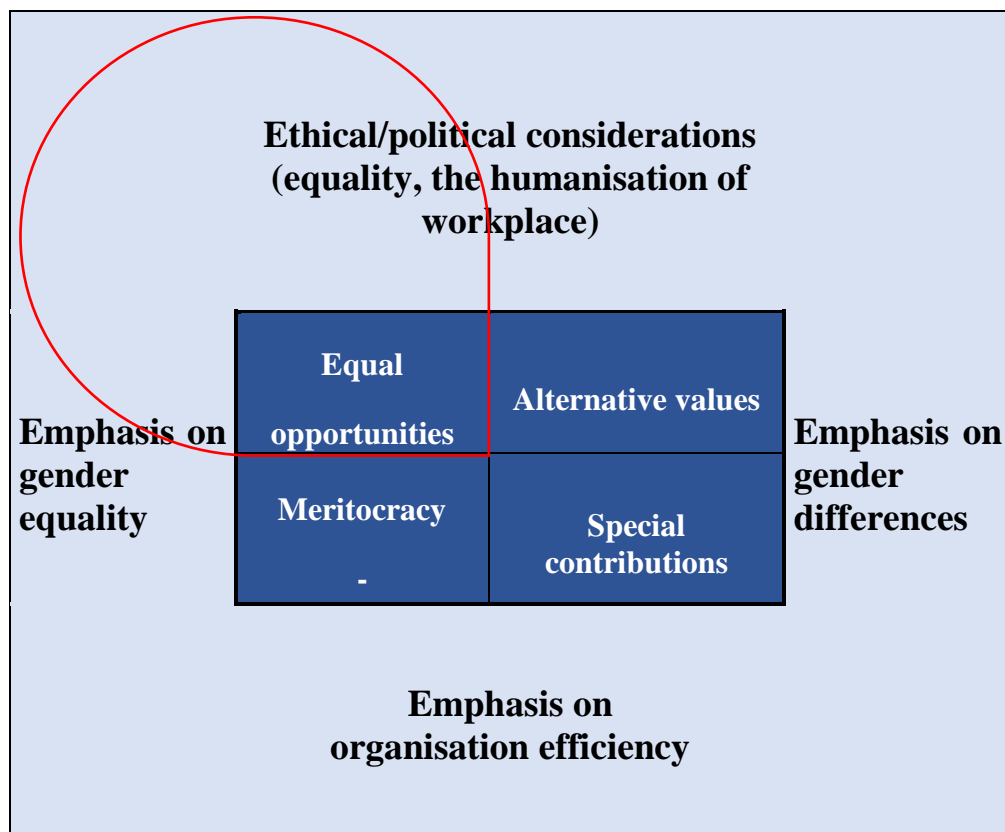 Ethical/political considerations
(equality, the humanisation of
workplace)
Equal
opportunities
Alternative values
Emphasis on
gender
equality
Emphasis on
gender
differences
Meritocracy
-
Special
contributions
Emphasis on
organisation efficiency